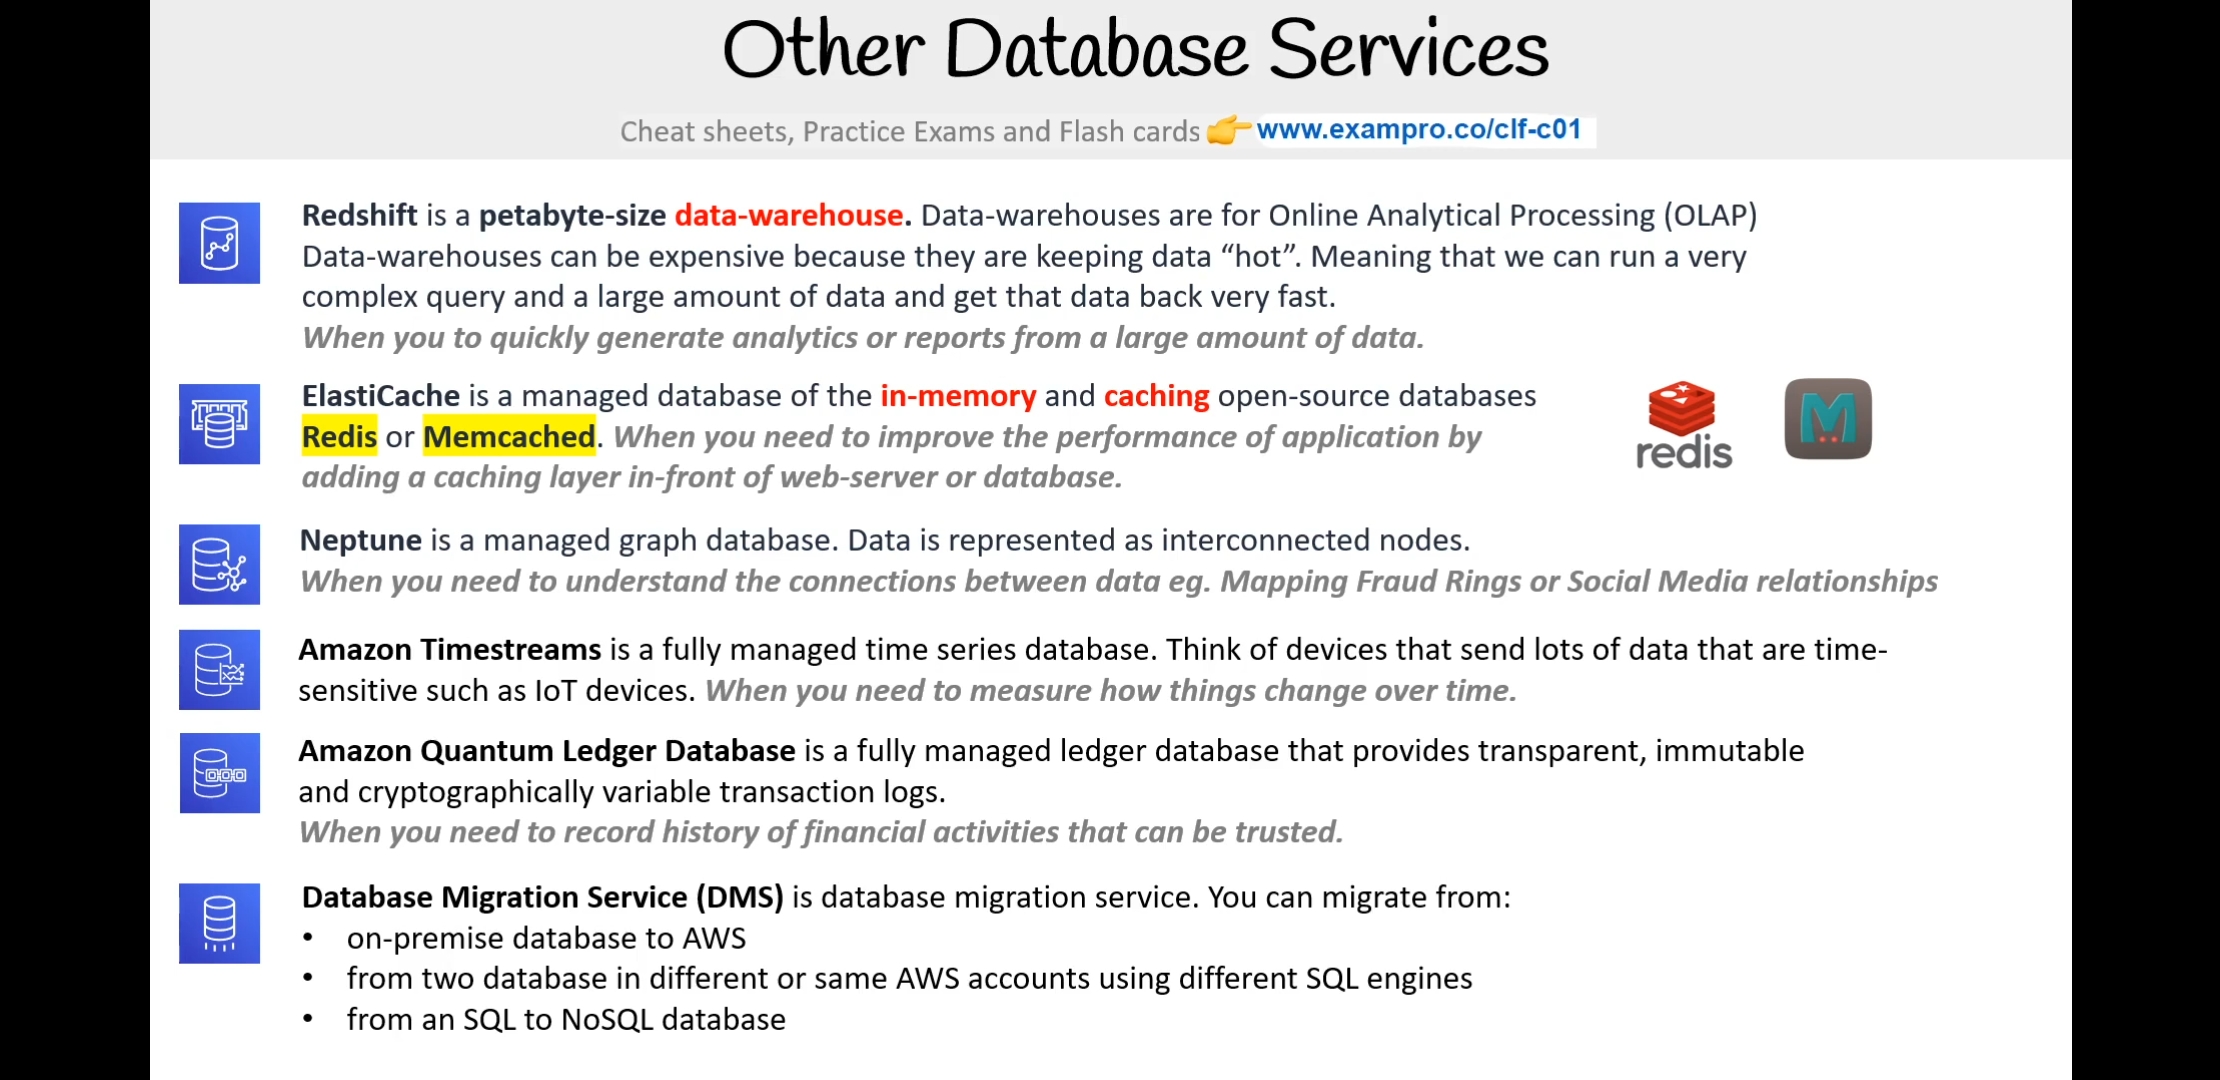 Other Database Services
Cheat sheets, Practice Exams and Flash cards 👉 www.exampro.co/clf-c01
Redshift is a petabyte-size data-warehouse. Data-warehouses are for Online Analytical Processing (OLAP)
Data-warehouses can be expensive because they are keeping data “hot”. Meaning that we can run a very
complex query and a large amount of data and get that data back very fast.
When you to quickly generate analytics or reports from a large amount of data.
ElastiCache is a managed database of the in-memory and caching open-source databases
Redis or Memcached. When you need to improve the performance of application by
adding a caching layer in-front of web-server or database.
redis
M
Neptune is a managed graph database. Data is represented as interconnected nodes.
When you need to understand the connections between data eg. Mapping Fraud Rings or Social Media relationships
Amazon Timestreams is a fully managed time series database. Think of devices that send lots of data that are time-
sensitive such as IoT devices. When you need to measure how things change over time.
Amazon Quantum Ledger Database is a fully managed ledger database that provides transparent, immutable
and cryptographically variable transaction logs.
When you need to record history of financial activities that can be trusted.
Database Migration Service (DMS) is database migration service. You can migrate from:
• on-premise database to AWS
• from two database in different or same AWS accounts using different SQL engines
• from an SQL to NoSQL database